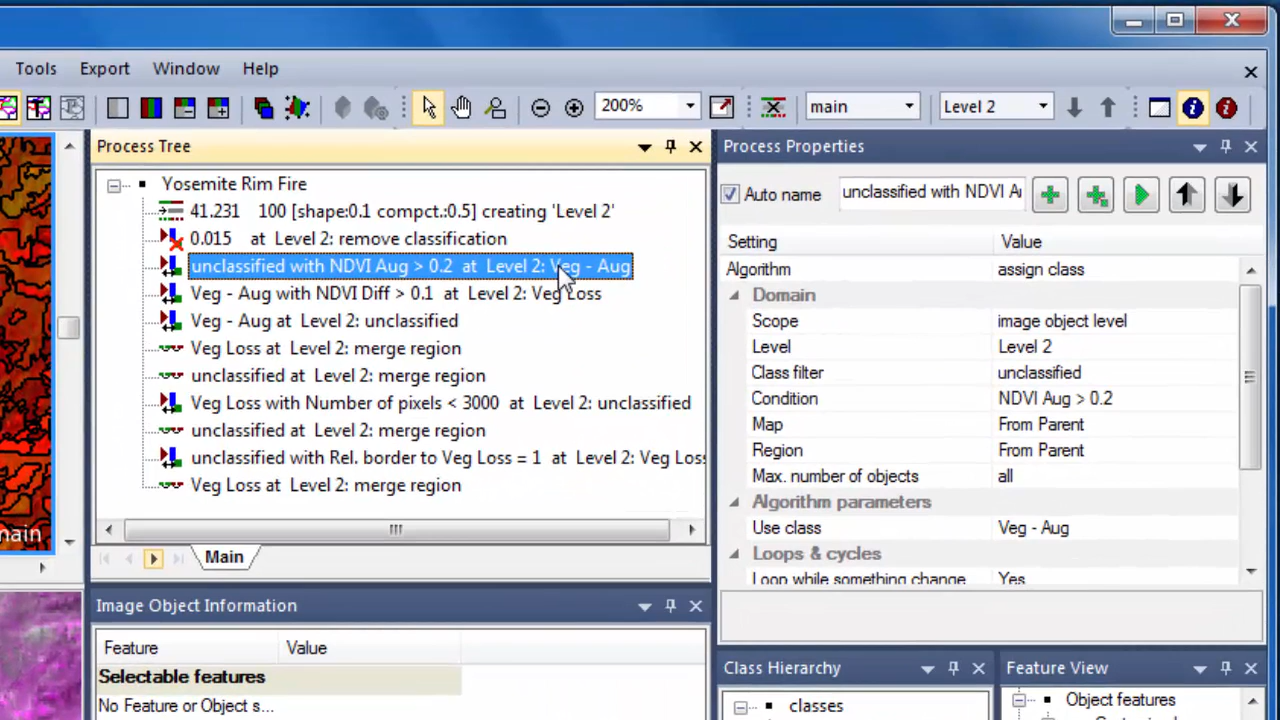 Tools Export Window Help
200% main Level 2
Process Tree
Yosemite Rim Fire
41.231 100 [shape:0.1 compct.:0.5] creating 'Level 2'
0.015 at Level 2: remove classification
unclassified with NDVI Aug > 0.2 at Level 2: Veg - Aug
Veg - Aug with NDVI Diff > 0.1 at Level 2: Veg Loss
Veg - Aug at Level 2: unclassified
Veg Loss at Level 2: merge region
unclassified at Level 2: merge region
Veg Loss with Number of pixels < 3000 at Level 2: unclassified
unclassified at Level 2: merge region
unclassified with Rel. border to Veg Loss = 1 at Level 2: Veg Loss
Veg Loss at Level 2: merge region
Main
main
Process Properties
Auto name unclassified with NDVI Au
Setting Value
Algorithm assign class
Domain
Scope image object level
Level Level 2
Class filter unclassified
Condition NDVI Aug > 0.2
Map From Parent
Region From Parent
Max. number of objects all
Algorithm parameters
Use class Veg - Aug
Loops & cycles
Loop while something change Yes
Image Object Information
Feature Value
Selectable features
No Feature or Object s...
Class Hierarchy
classes
Feature View
Object features